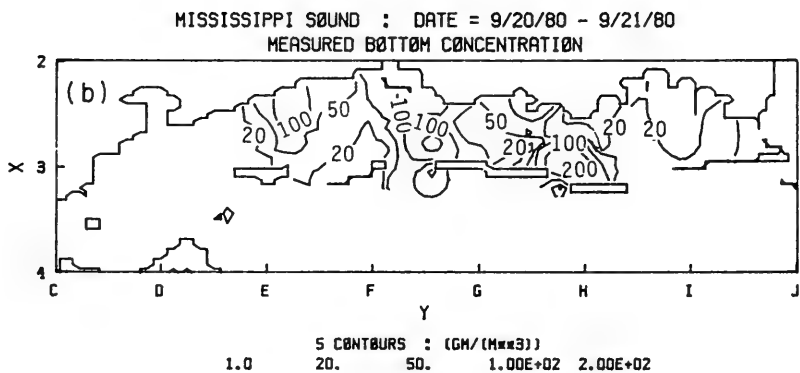 MISSISSIPPI SØUND : DATE = 9/20/80 - 9/21/80
MEASURED BØTTØM CØNCENTRATIØN
(b)
2
3
4
X
20
100
50
20
100
100
50
20
100
200
20
20
C D E F G H I J
Y
5 CØNTØURS : (GM/(M**3))
1.0 20. 50. 1.00E+02 2.00E+02